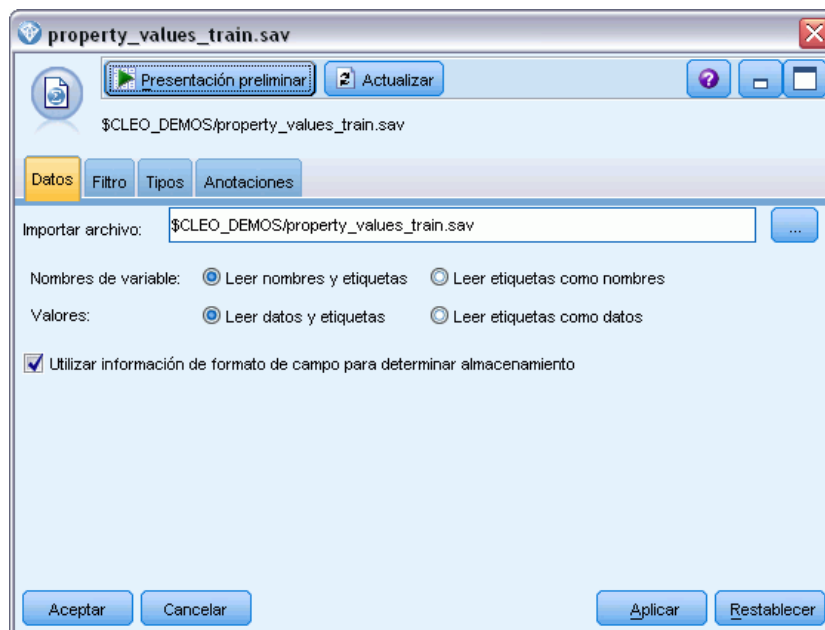 property_values_train.sav
Presentación preliminar Actualizar
$CLEO_DEMOS/property_values_train.sav
Datos Filtro Tipos Anotaciones
Importar archivo: $CLEO_DEMOS/property_values_train.sav ...
Nombres de variable: Leer nombres y etiquetas Leer etiquetas como nombres
Valores: Leer datos y etiquetas Leer etiquetas como datos
Utilizar información de formato de campo para determinar almacenamiento
Aceptar Cancelar Aplicar Restablecer